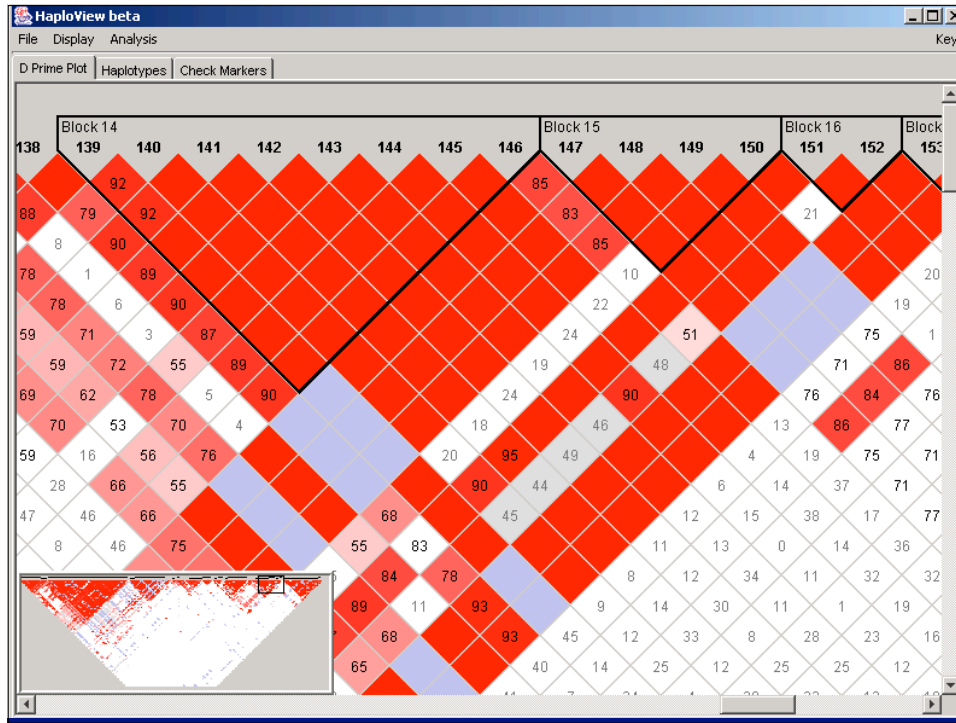 HaploView beta
File Display Analysis Key
D Prime Plot Haplotypes Check Markers
Block 14 Block 15 Block 16 Block
138 139 140 141 142 143 144 145 146 147 148 149 150 151 152 153
92 85
88 79 92 83 21
8 90 85
78 1 89 10 20
78 6 90 22 19
59 71 3 87 24 51 75 1
59 72 55 89 19 48 71 86
69 62 78 5 90 24 90 76 84 76
70 53 70 4 18 46 13 86 77
59 16 56 76 20 95 49 4 19 75 71
28 66 55 90 44 6 14 37 71
47 46 66 68 45 12 15 38 17 77
8 46 75 55 83 11 13 0 14 36
84 78 8 12 34 11 32 32
89 11 93 9 14 30 11 1 19
68 93 45 12 33 8 28 23 16
65 40 14 25 12 25 25 12